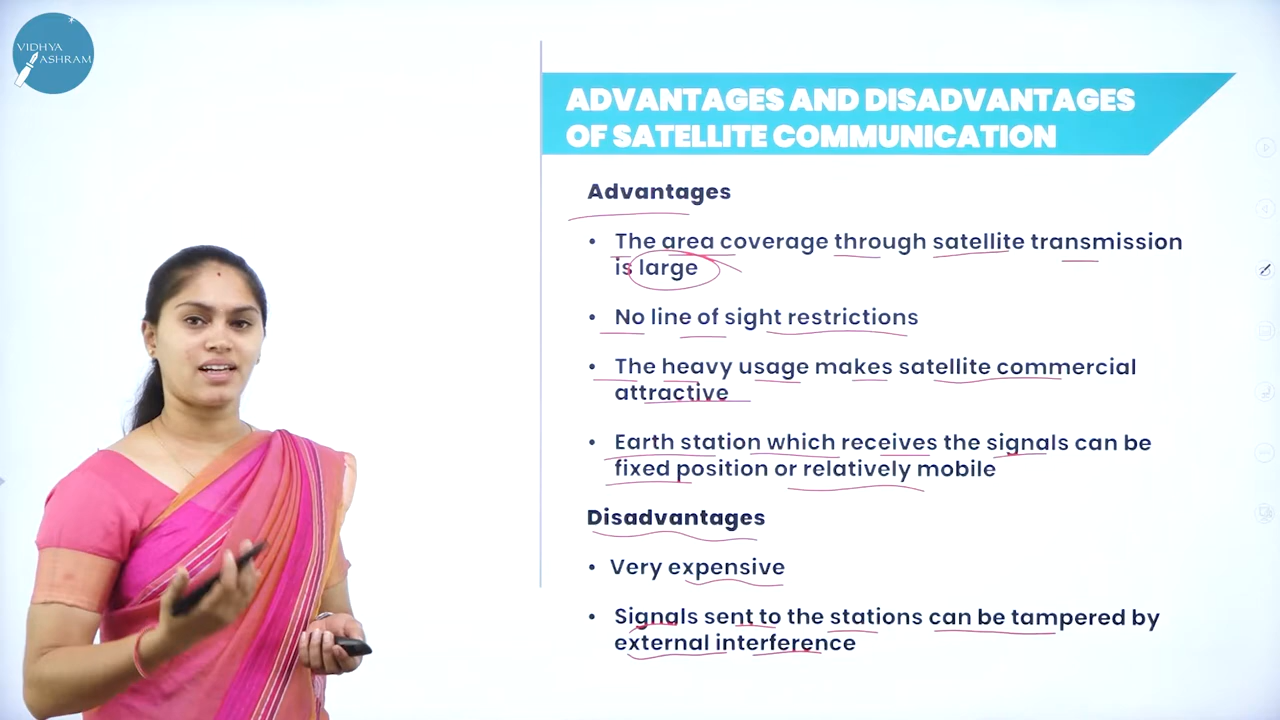 VIDHYA
ASHRAM
ADVANTAGES AND DISADVANTAGES
OF SATELLITE COMMUNICATION
Advantages
• The area coverage through satellite transmission
is large
• No line of sight restrictions
• The heavy usage makes satellite commercial
attractive
• Earth station which receives the signals can be
fixed position or relatively mobile
Disadvantages
• Very expensive
• Signals sent to the stations can be tampered by
external interference